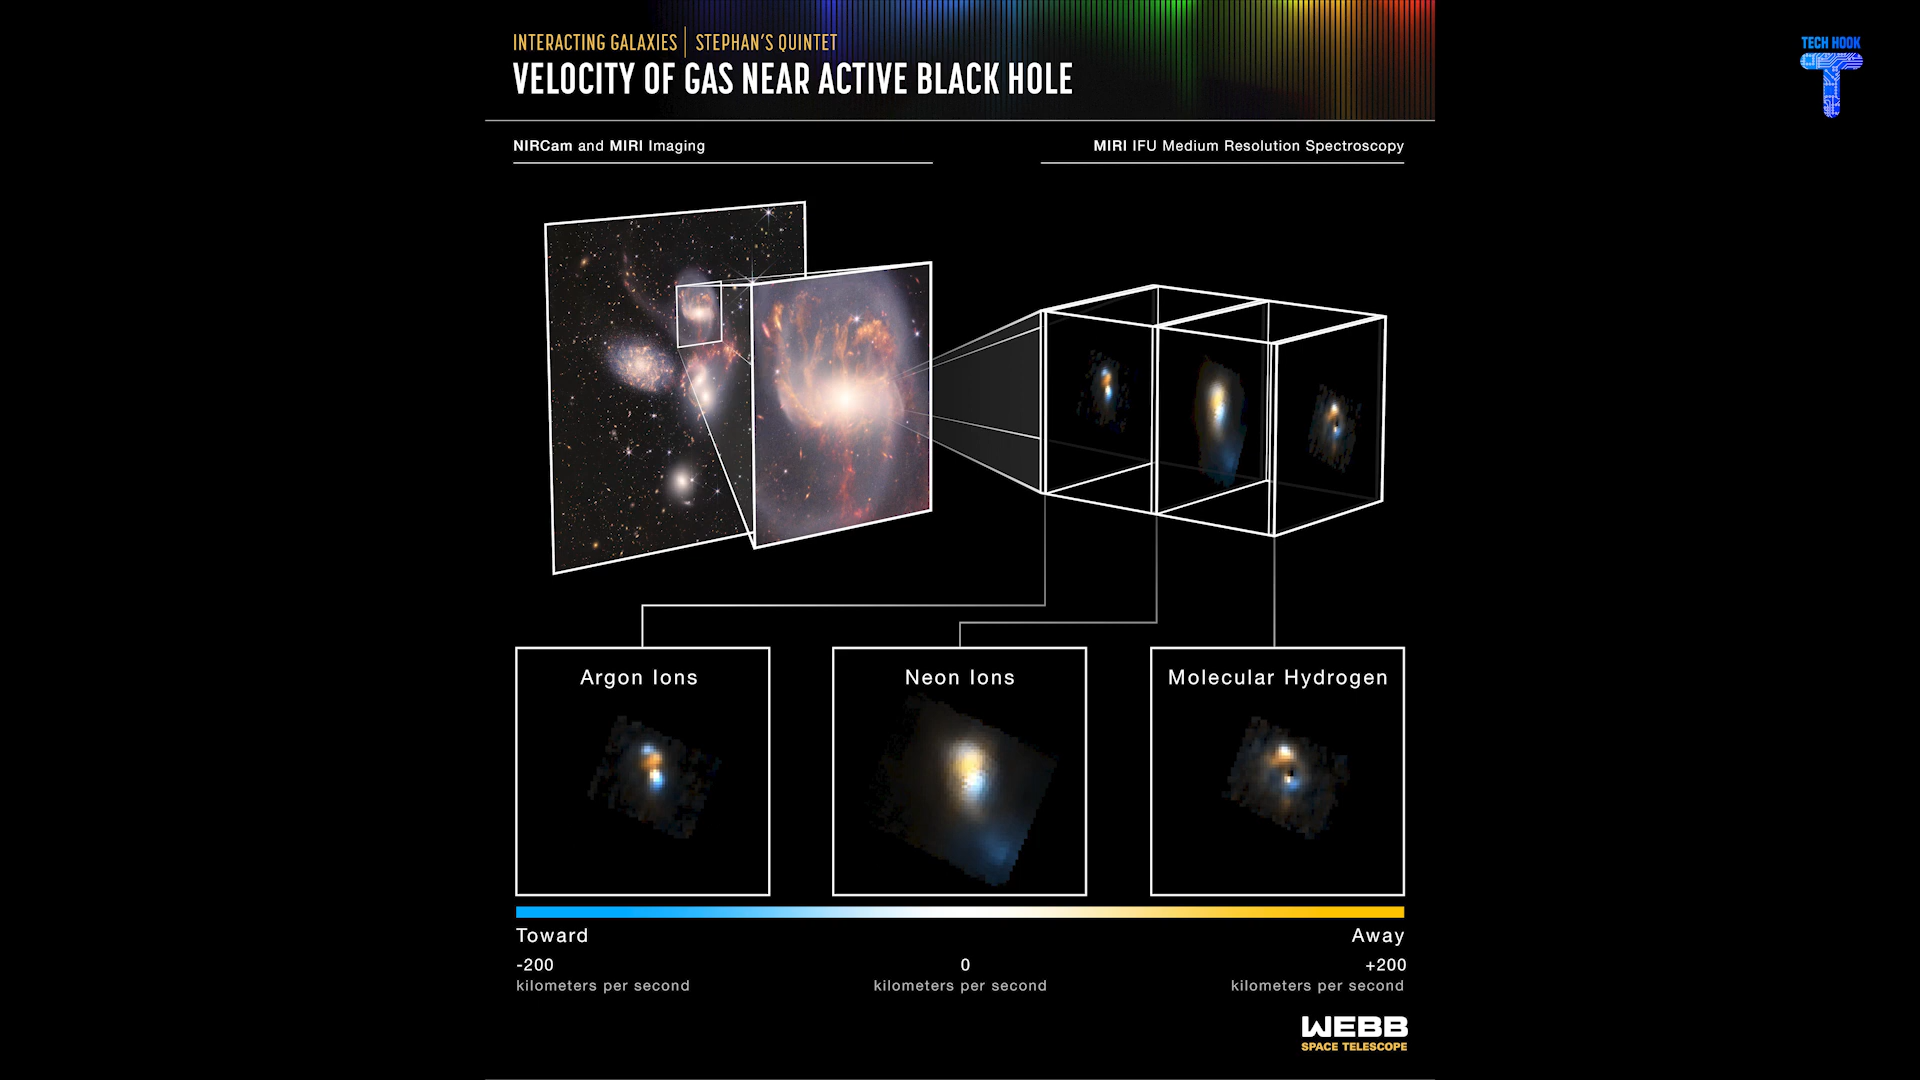 INTERACTING GALAXIES | STEPHAN'S QUINTET
VELOCITY OF GAS NEAR ACTIVE BLACK HOLE
TECH HOOK
NIRCam and MIRI Imaging
MIRI IFU Medium Resolution Spectroscopy
Argon Ions
Neon Ions
Molecular Hydrogen
Toward
Away
-200
0
+200
kilometers per second
kilometers per second
kilometers per second
WEBB
SPACE TELESCOPE